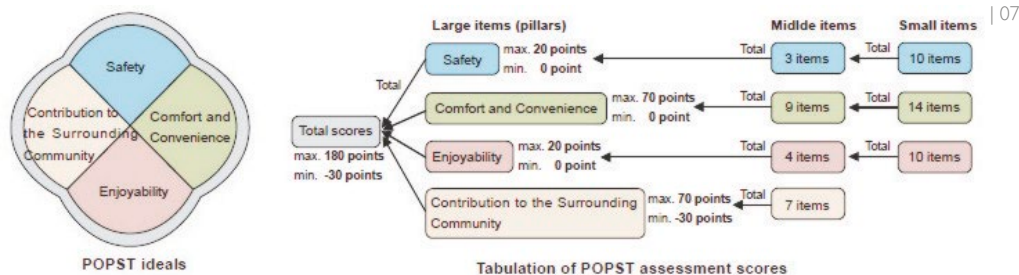 | 07
Safety
Contribution to
the Surrounding
Community
Comfort and
Convenience
Enjoyability
POPST ideals
Large items (pillars)
Midlde items
Small items
Safety
max. 20 points
min. 0 point
Total
3 items
Total
10 items
Total
Comfort and Convenience
max. 70 points
min. 0 point
Total
9 items
Total
14 items
Total scores
max. 180 points
min. -30 points
Enjoyability
max. 20 points
min. 0 point
Total
4 items
Total
10 items
Contribution to the Surrounding
Community
max. 70 points
min. -30 points
Total
7 items
Tabulation of POPST assessment scores